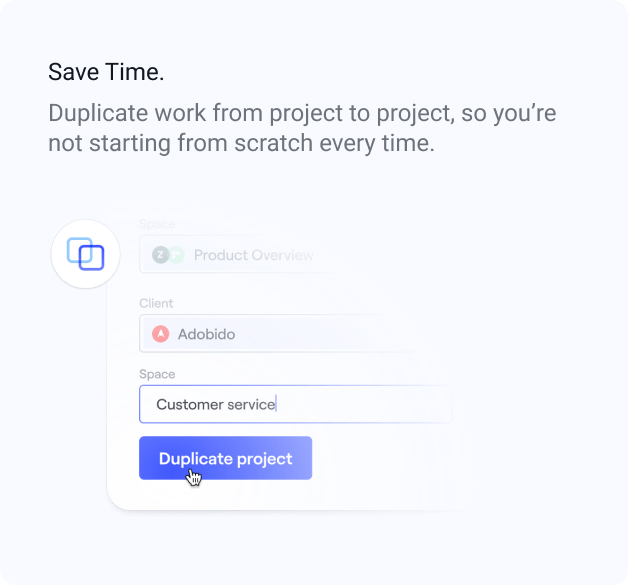 Save Time.
Duplicate work from project to project, so you’re
not starting from scratch every time.
Space
Z Product Overview
Client
Adobido
Space
Customer service
Duplicate project